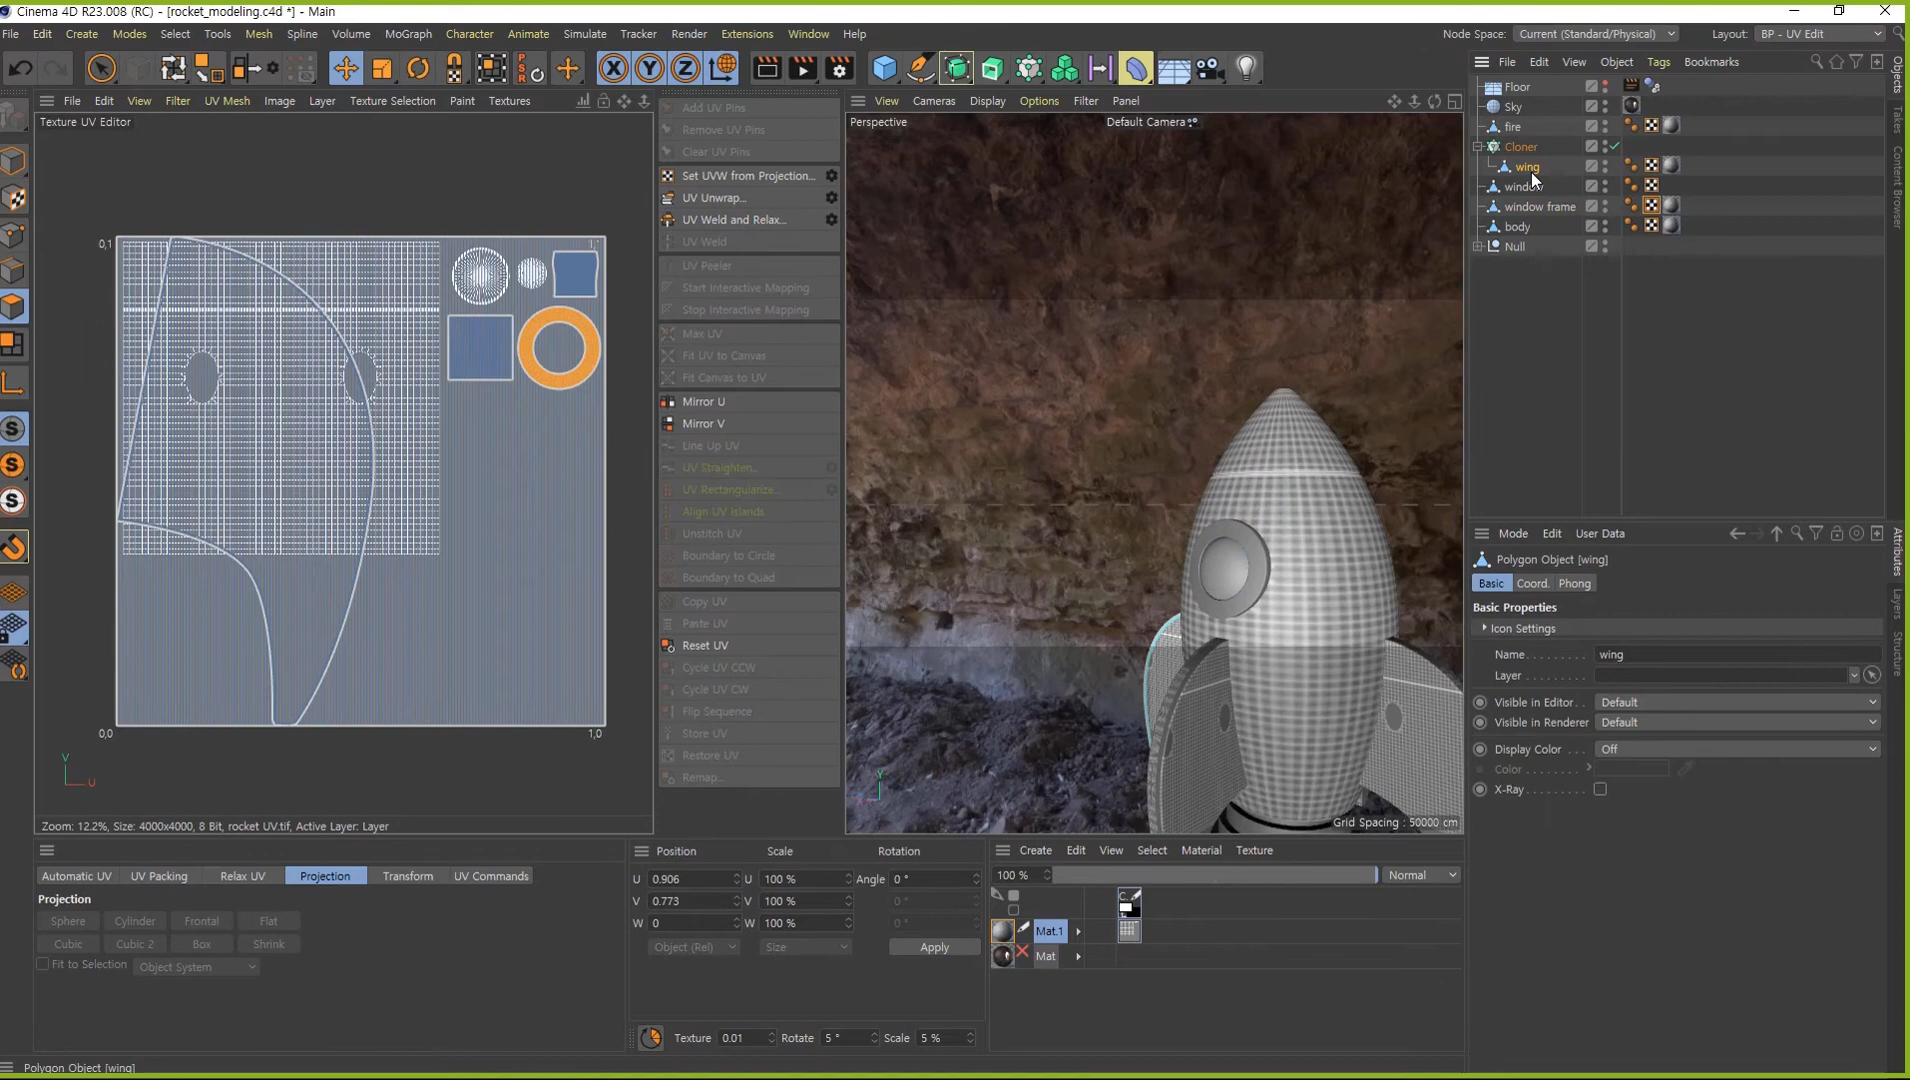 Cinema 4D R23.008 (RC) - [rocket_modeling.c4d *] - Main
File Edit Create Modes Select Tools Mesh Spline Volume MoGraph Character Animate Simulate Tracker Render Extensions Window Help
Node Space: Current (Standard/Physical) Layout: BP - UV Edit
X Y Z PSR
File Edit View Filter UV Mesh Image Layer Texture Selection Paint Textures
Texture UV Editor
0,1
1,1
0,0
1,0
V
U
Zoom: 12.2%, Size: 4000x4000, 8 Bit, rocket UV.tif, Active Layer: Layer
Add UV Pins
Remove UV Pins
Clear UV Pins
Set UVW from Projection...
UV Unwrap...
UV Weld and Relax...
UV Weld
UV Peeler
Start Interactive Mapping
Stop Interactive Mapping
Max UV
Fit UV to Canvas
Fit Canvas to UV
Mirror U
Mirror V
Line Up UV
UV Straighten...
UV Rectangularize...
Align UV Islands
Unstitch UV
Boundary to Circle
Boundary to Quad
Copy UV
Paste UV
Reset UV
Cycle UV CCW
Cycle UV CW
Flip Sequence
Store UV
Restore UV
Remap...
View Cameras Display Options Filter Panel
Perspective
Default Camera
Y
Grid Spacing : 50000 cm
File Edit View Object Tags Bookmarks
Floor
Sky
fire
Cloner
wing
window
window frame
body
Null
Objects
Takes
Content Browser
Mode Edit User Data
Polygon Object [wing]
Basic Coord. Phong
Basic Properties
Icon Settings
Name wing
Layer
Visible in Editor Default
Visible in Renderer Default
Display Color Off
Color
X-Ray
Attributes
Layers
Structure
Automatic UV UV Packing Relax UV Projection Transform UV Commands
Projection
Sphere Cylinder Frontal Flat
Cubic Cubic 2 Box Shrink
Fit to Selection Object System
Position Scale Rotation
U 0.906 U 100 % Angle 0 °
V 0.773 V 100 % 0 °
W 0 W 100 % 0 °
Object (Rel) Size Apply
Texture 0.01 Rotate 5 ° Scale 5 %
Create Edit View Select Material Texture
100 % Normal
C
Mat.1
Mat
Polygon Object [wing]